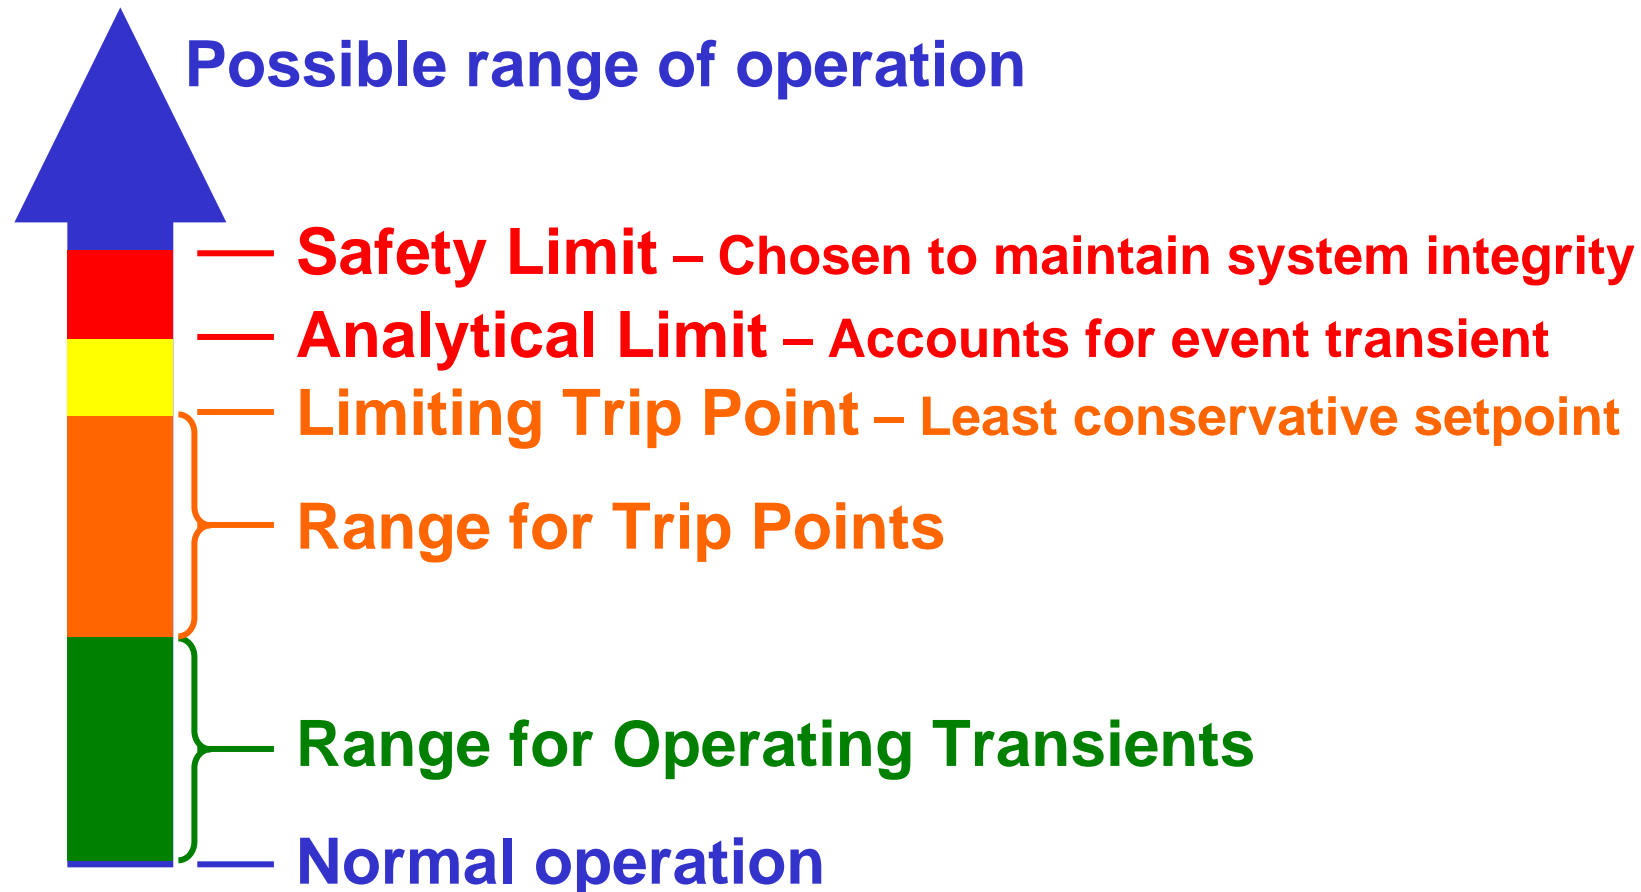 Possible range of operation
Safety Limit – Chosen to maintain system integrity
Analytical Limit – Accounts for event transient
Limiting Trip Point – Least conservative setpoint
Range for Trip Points
Range for Operating Transients
Normal operation